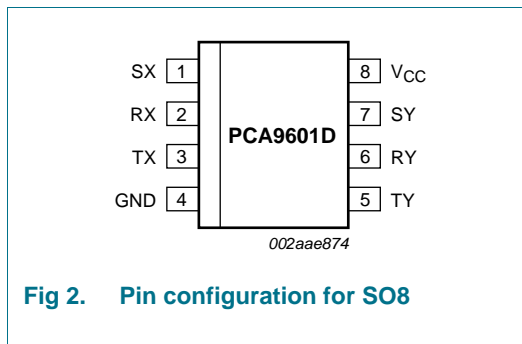 SX 1 8 VCC
RX 2 7 SY
PCA9601D
TX 3 6 RY
GND 4 5 TY
002aae874
Fig 2. Pin configuration for SO8